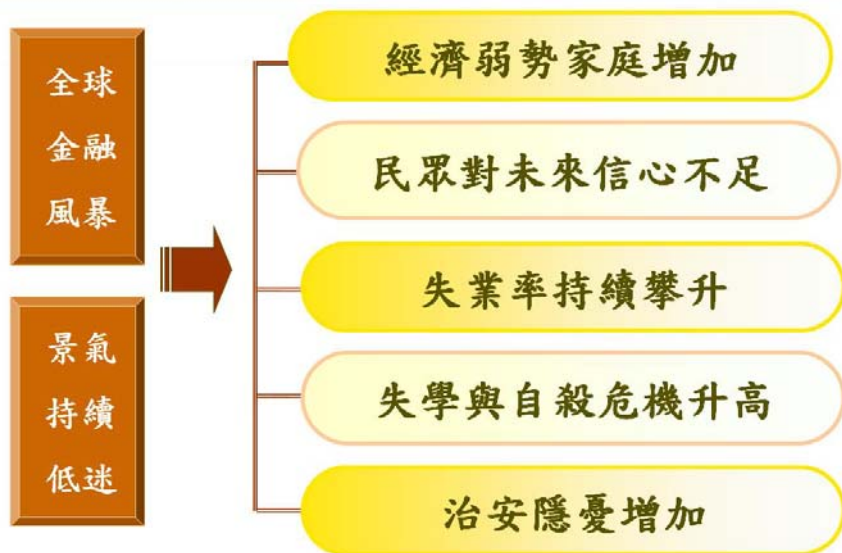 全球
金融
風暴
景氣
持續
低迷
經濟弱勢家庭增加
民眾對未來信心不足
失業率持續攀升
失學與自殺危機升高
治安隱憂增加